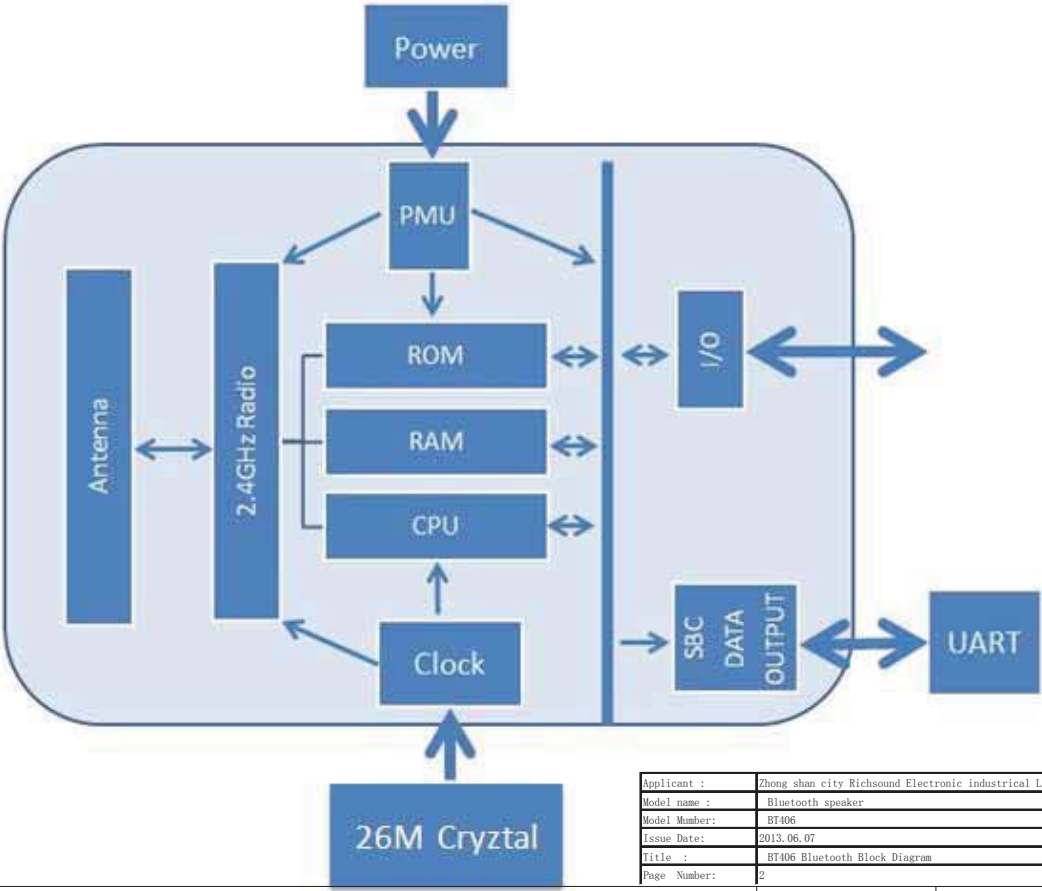 Power
PMU
Antenna
2.4GHz Radio
ROM
RAM
CPU
Clock
I/O
SBC
DATA
OUTPUT
UART
26M Cryztal
Applicant : Zhong shan city Richsound Electronic industrical L
Model name : Bluetooth speaker
Model Mumber: BT406
Issue Date: 2013.06.07
Title : BT406 Bluetooth Block Diagram
Page Number: 2